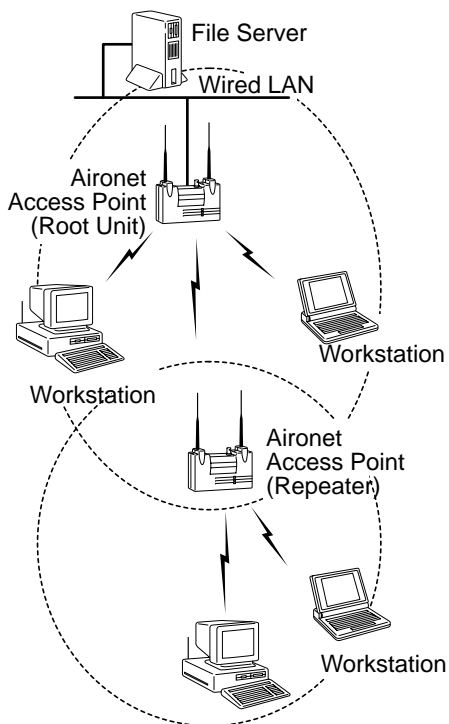 File Server
Wired LAN
Aironet
Access Point
(Root Unit)
Workstation
Workstation
Aironet
Access Point
(Repeater)
Workstation